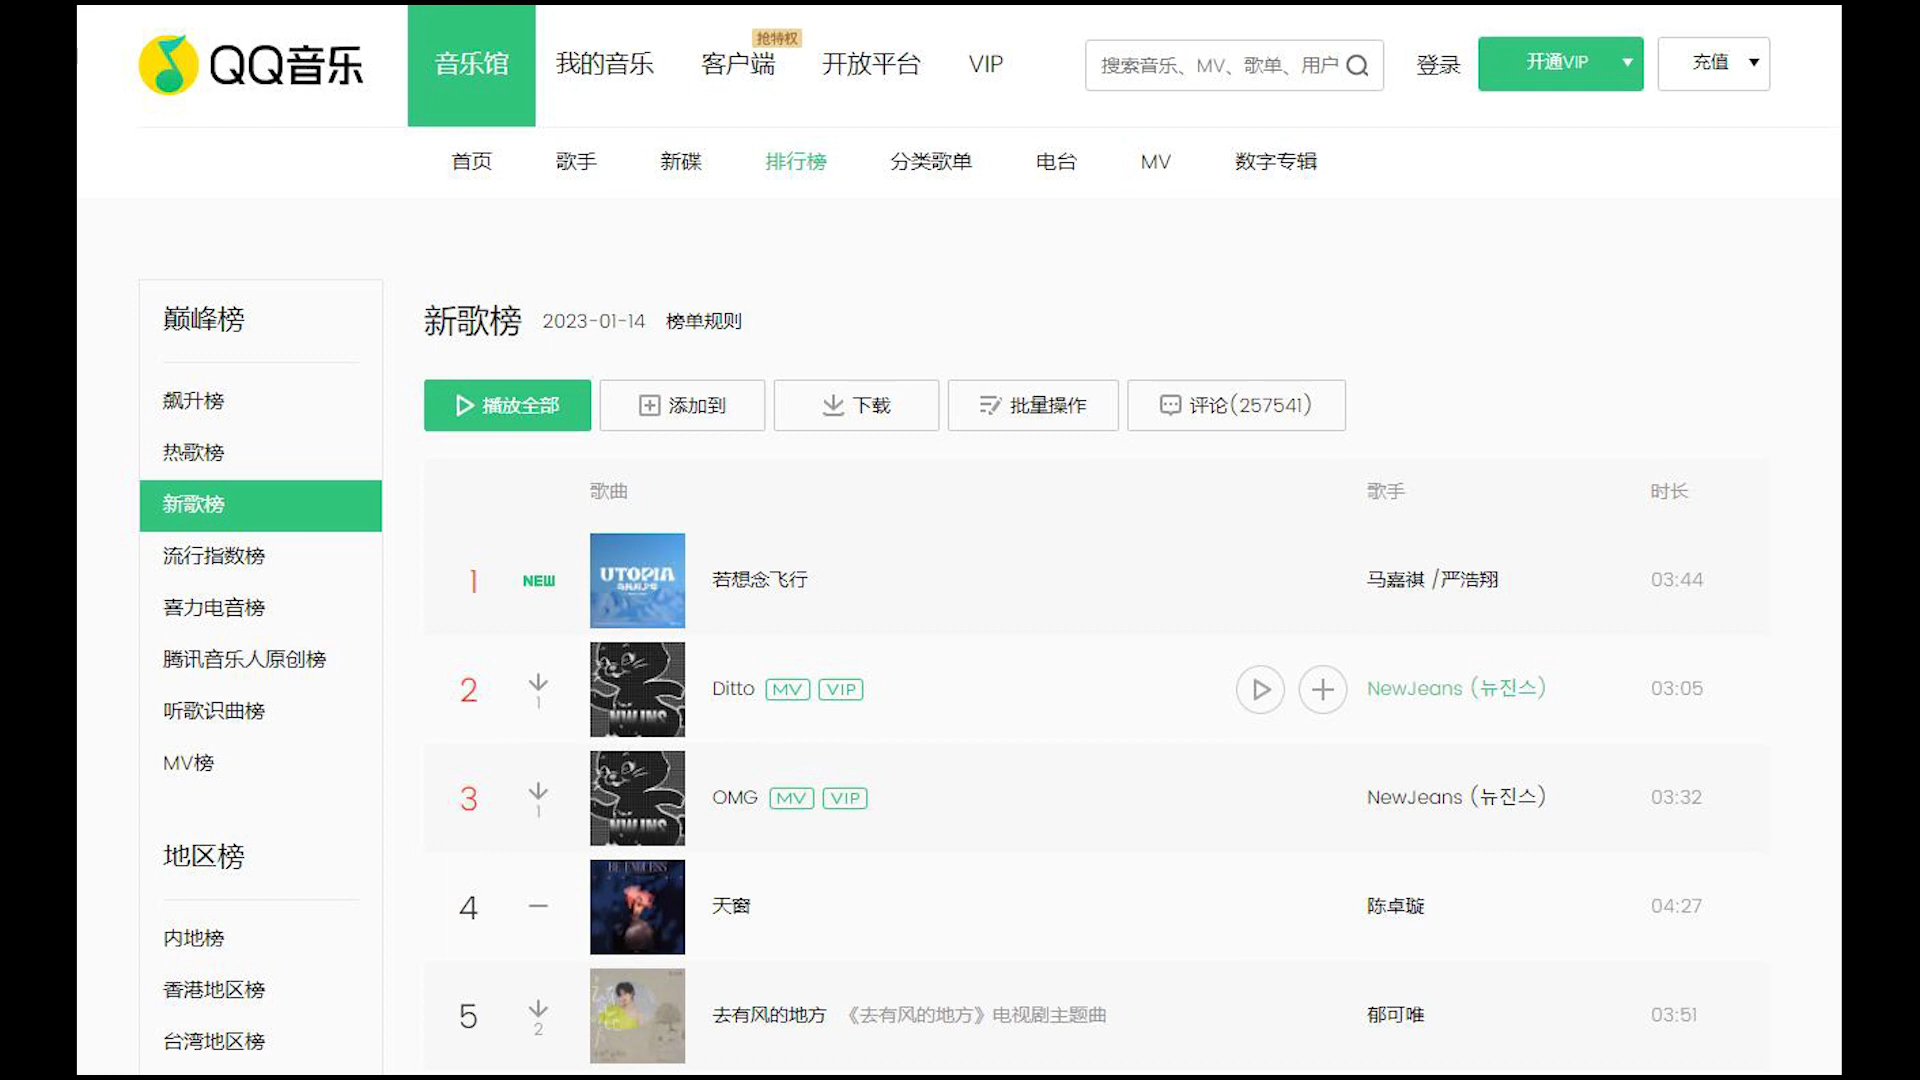 QQ音乐
音乐馆
我的音乐
客户端
抢特权
开放平台
VIP
搜索音乐、MV、歌单、用户
登录
开通VIP
充值
首页
歌手
新碟
排行榜
分类歌单
电台
MV
数字专辑
巅峰榜
飙升榜
热歌榜
新歌榜
流行指数榜
喜力电音榜
腾讯音乐人原创榜
听歌识曲榜
MV榜
地区榜
内地榜
香港地区榜
台湾地区榜
新歌榜 2023-01-14 榜单规则
播放全部 添加到 下载 批量操作 评论(257541)
歌曲 歌手 时长
1 NEW UTOPIA 若想念飞行 马嘉祺 /严浩翔 03:44
2 1 NWJNS Ditto MV VIP NewJeans (뉴진스) 03:05
3 1 NWJNS OMG MV VIP NewJeans (뉴진스) 03:32
4 BE ENDLESS 天窗 陈卓璇 04:27
5 2 去有风的地方 《去有风的地方》电视剧主题曲 郁可唯 03:51